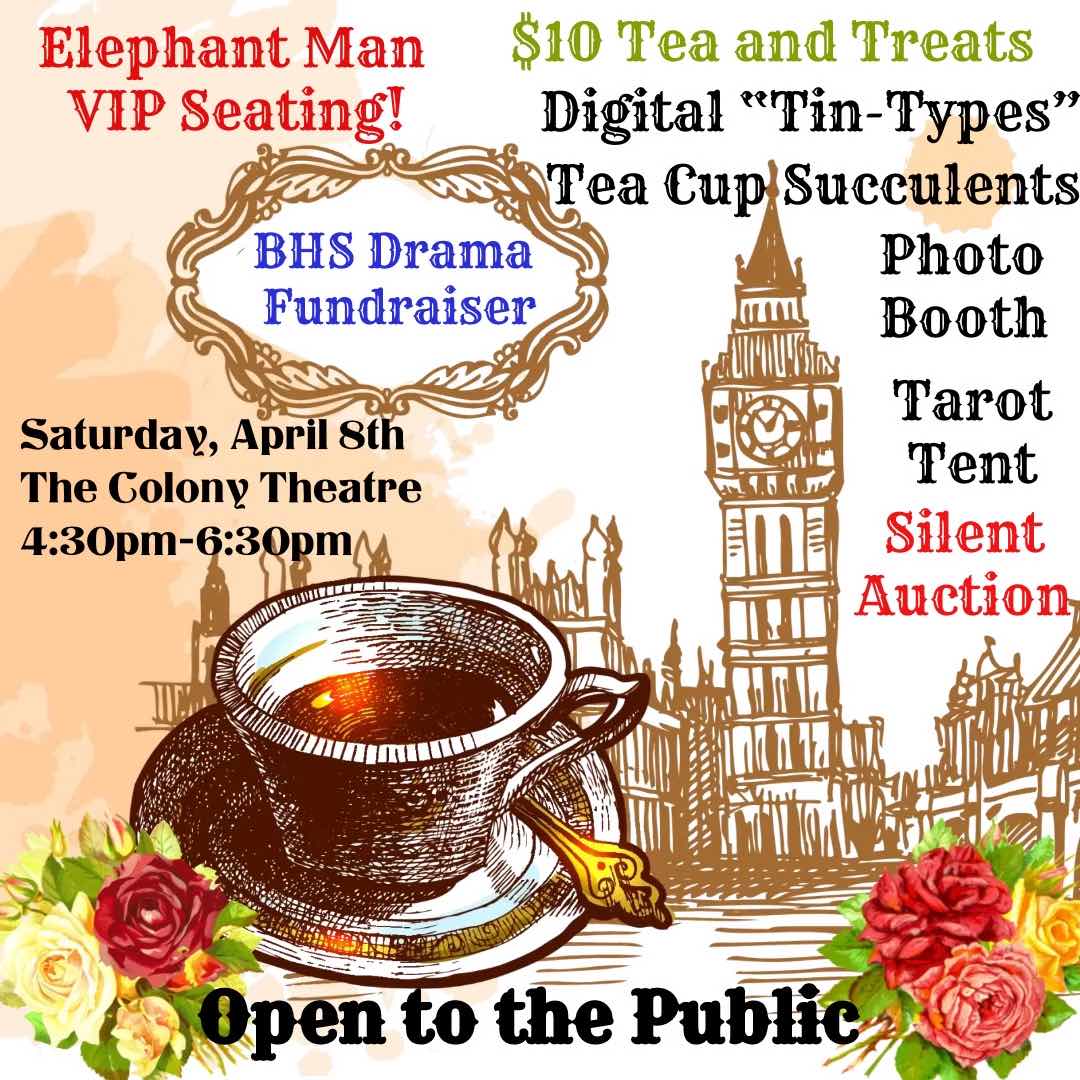 Elephant Man
VIP Seating!
$10 Tea and Treats
Digital “Tin-Types”
Tea Cup Succulents
Photo
Booth
Tarot
Tent
Silent
Auction
BHS Drama
Fundraiser
Saturday, April 8th
The Colony Theatre
4:30pm-6:30pm
Open to the Public